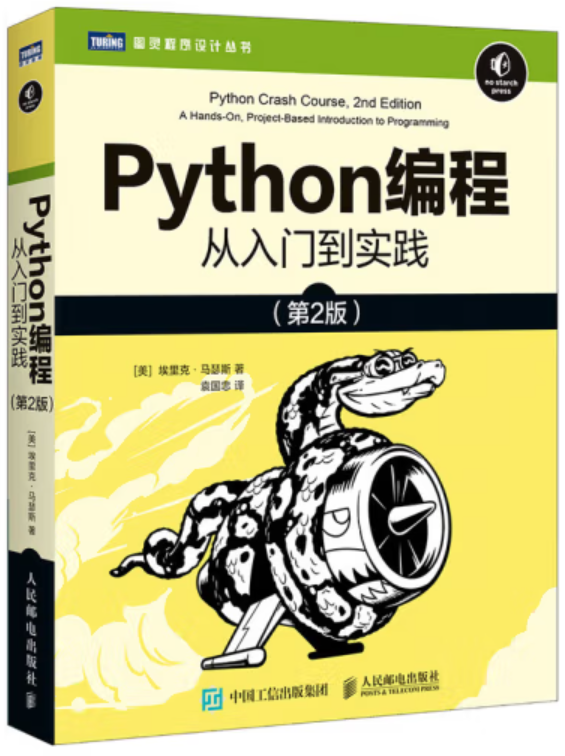 TURING 图灵程序设计丛书
no starch
press
Python Crash Course, 2nd Edition
A Hands-On, Project-Based Introduction to Programming
Python编程
从入门到实践
(第2版)
[美] 埃里克·马瑟斯 著
袁国忠 译
中国工信出版集团
人民邮电出版社
POSTS & TELECOM PRESS
TURING
Python编程
从入门到实践
(第2版)
[美] 埃里克·马瑟斯 著
人民邮电出版社